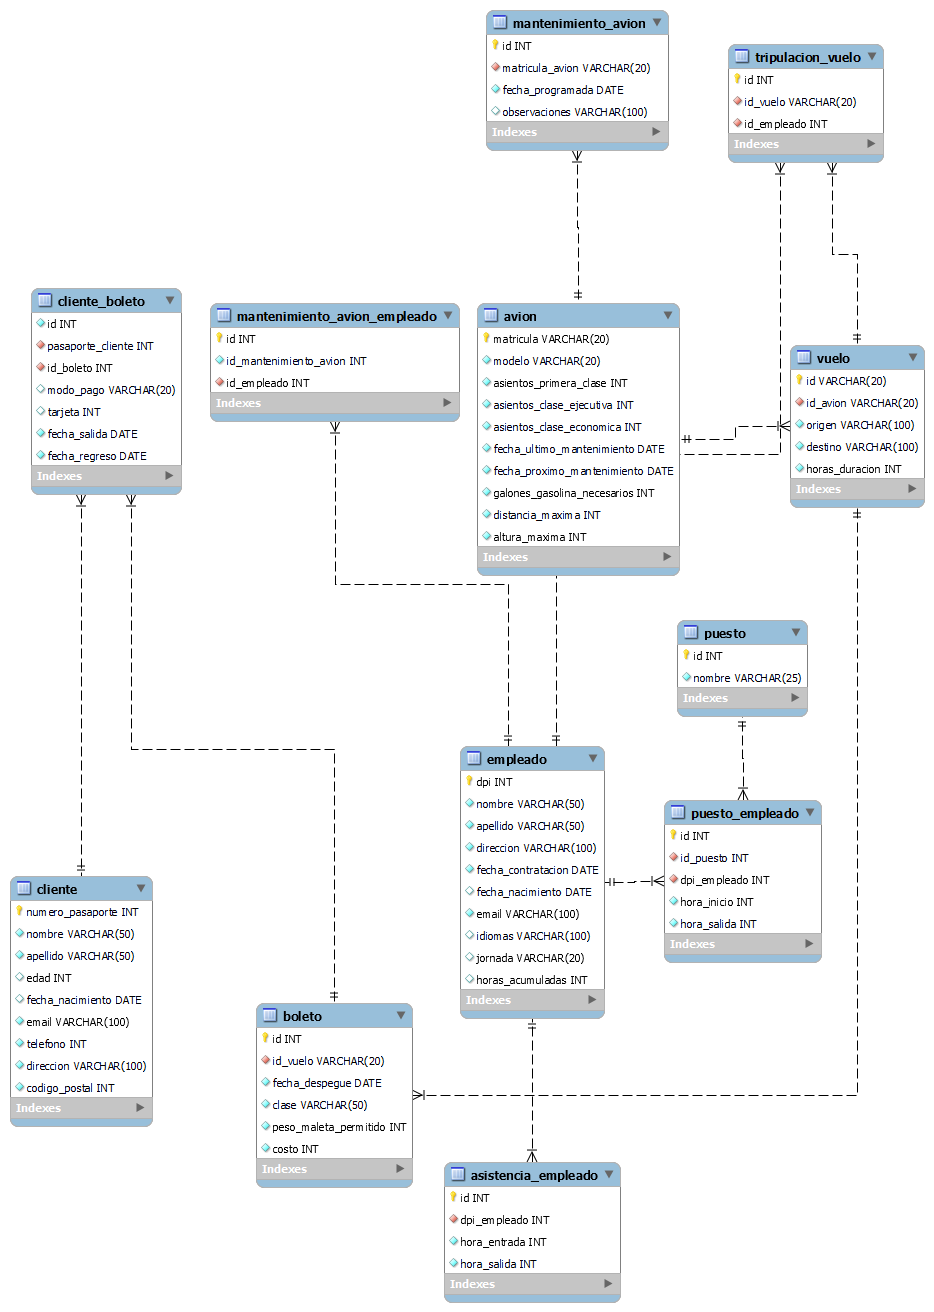 mantenimiento_avion
id INT
matricula_avion VARCHAR(20)
fecha_programada DATE
observaciones VARCHAR(100)
Indexes
tripulacion_vuelo
id INT
id_vuelo VARCHAR(20)
id_empleado INT
Indexes
cliente_boleto
id INT
pasaporte_cliente INT
id_boleto INT
modo_pago VARCHAR(20)
tarjeta INT
fecha_salida DATE
fecha_regreso DATE
Indexes
mantenimiento_avion_empleado
id INT
id_mantenimiento_avion INT
id_empleado INT
Indexes
avion
matricula VARCHAR(20)
modelo VARCHAR(20)
asientos_primera_clase INT
asientos_clase_ejecutiva INT
asientos_clase_economica INT
fecha_ultimo_mantenimiento DATE
fecha_proximo_mantenimiento DATE
galones_gasolina_necesarios INT
distancia_maxima INT
altura_maxima INT
Indexes
vuelo
id VARCHAR(20)
id_avion VARCHAR(20)
origen VARCHAR(100)
destino VARCHAR(100)
horas_duracion INT
Indexes
puesto
id INT
nombre VARCHAR(25)
Indexes
empleado
dpi INT
nombre VARCHAR(50)
apellido VARCHAR(50)
direccion VARCHAR(100)
fecha_contratacion DATE
fecha_nacimiento DATE
email VARCHAR(100)
idiomas VARCHAR(100)
jornada VARCHAR(20)
horas_acumuladas INT
Indexes
puesto_empleado
id INT
id_puesto INT
dpi_empleado INT
hora_inicio INT
hora_salida INT
Indexes
cliente
numero_pasaporte INT
nombre VARCHAR(50)
apellido VARCHAR(50)
edad INT
fecha_nacimiento DATE
email VARCHAR(100)
telefono INT
direccion VARCHAR(100)
codigo_postal INT
Indexes
boleto
id INT
id_vuelo VARCHAR(20)
fecha_despegue DATE
clase VARCHAR(50)
peso_maleta_permitido INT
costo INT
Indexes
asistencia_empleado
id INT
dpi_empleado INT
hora_entrada INT
hora_salida INT
Indexes